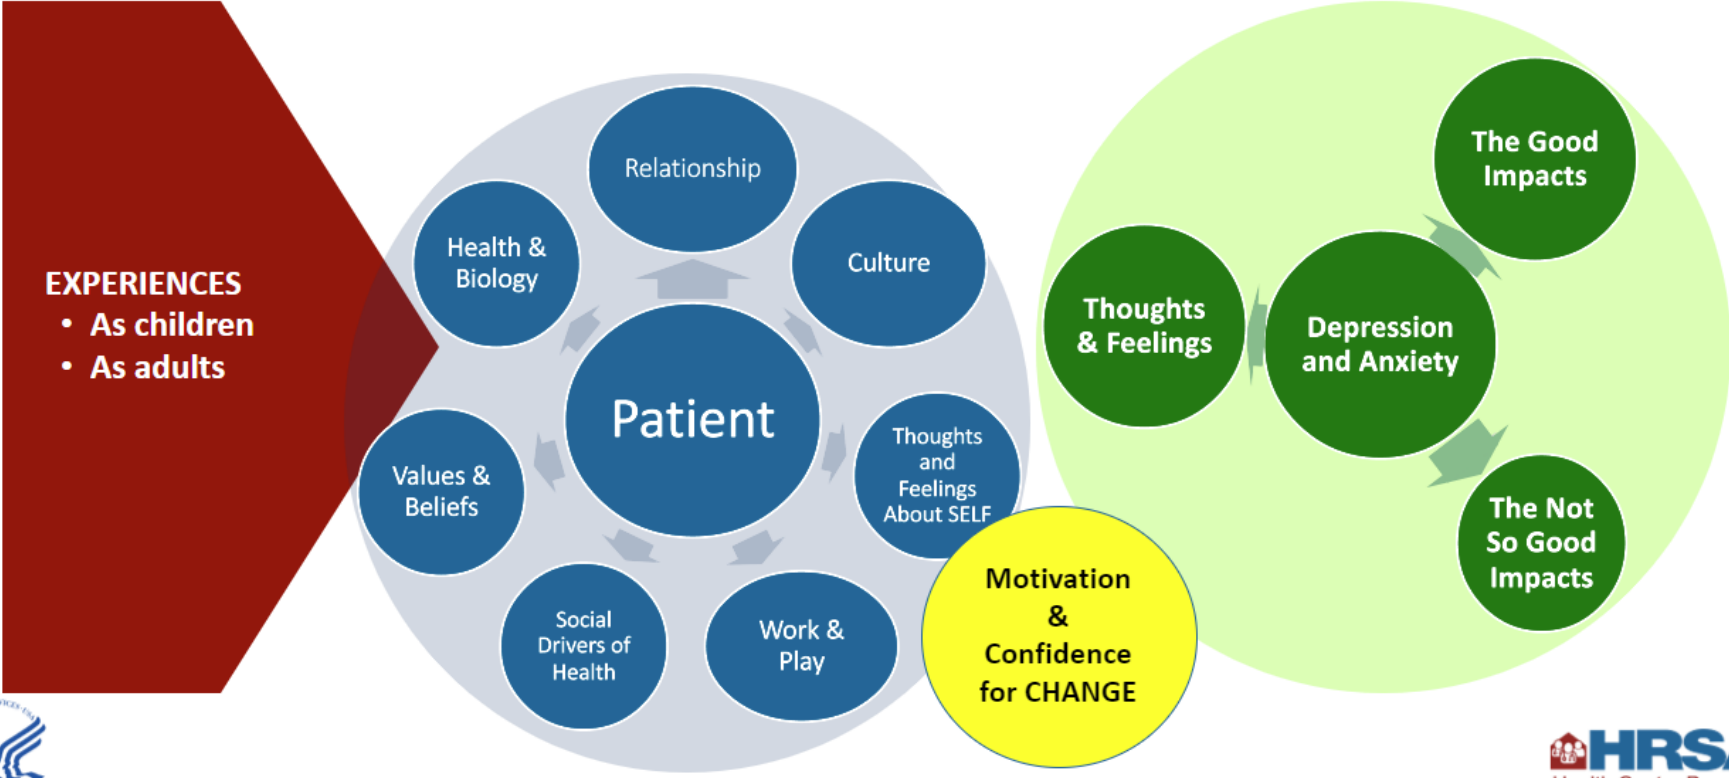 EXPERIENCES
• As children
• As adults
Relationship
Health &
Biology
Culture
Patient
Thoughts
and
Feelings
About SELF
Values &
Beliefs
Social
Drivers of
Health
Work &
Play
Motivation
&
Confidence
for CHANGE
Thoughts
& Feelings
Depression
and Anxiety
The Good
Impacts
The Not
So Good
Impacts
HRSA